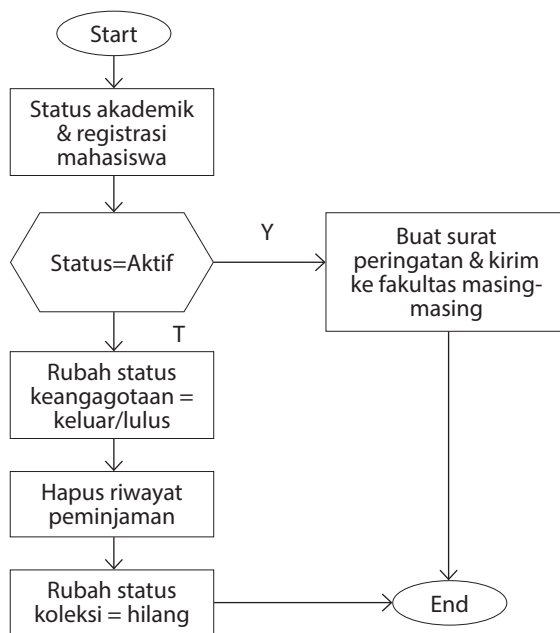 Start
Status akademik
& registrasi
mahasiswa
Status=Aktif
Y
Buat surat
peringatan & kirim
ke fakultas masing-
masing
T
Rubah status
keangagotaan =
keluar/lulus
Hapus riwayat
peminjaman
Rubah status
koleksi = hilang
End